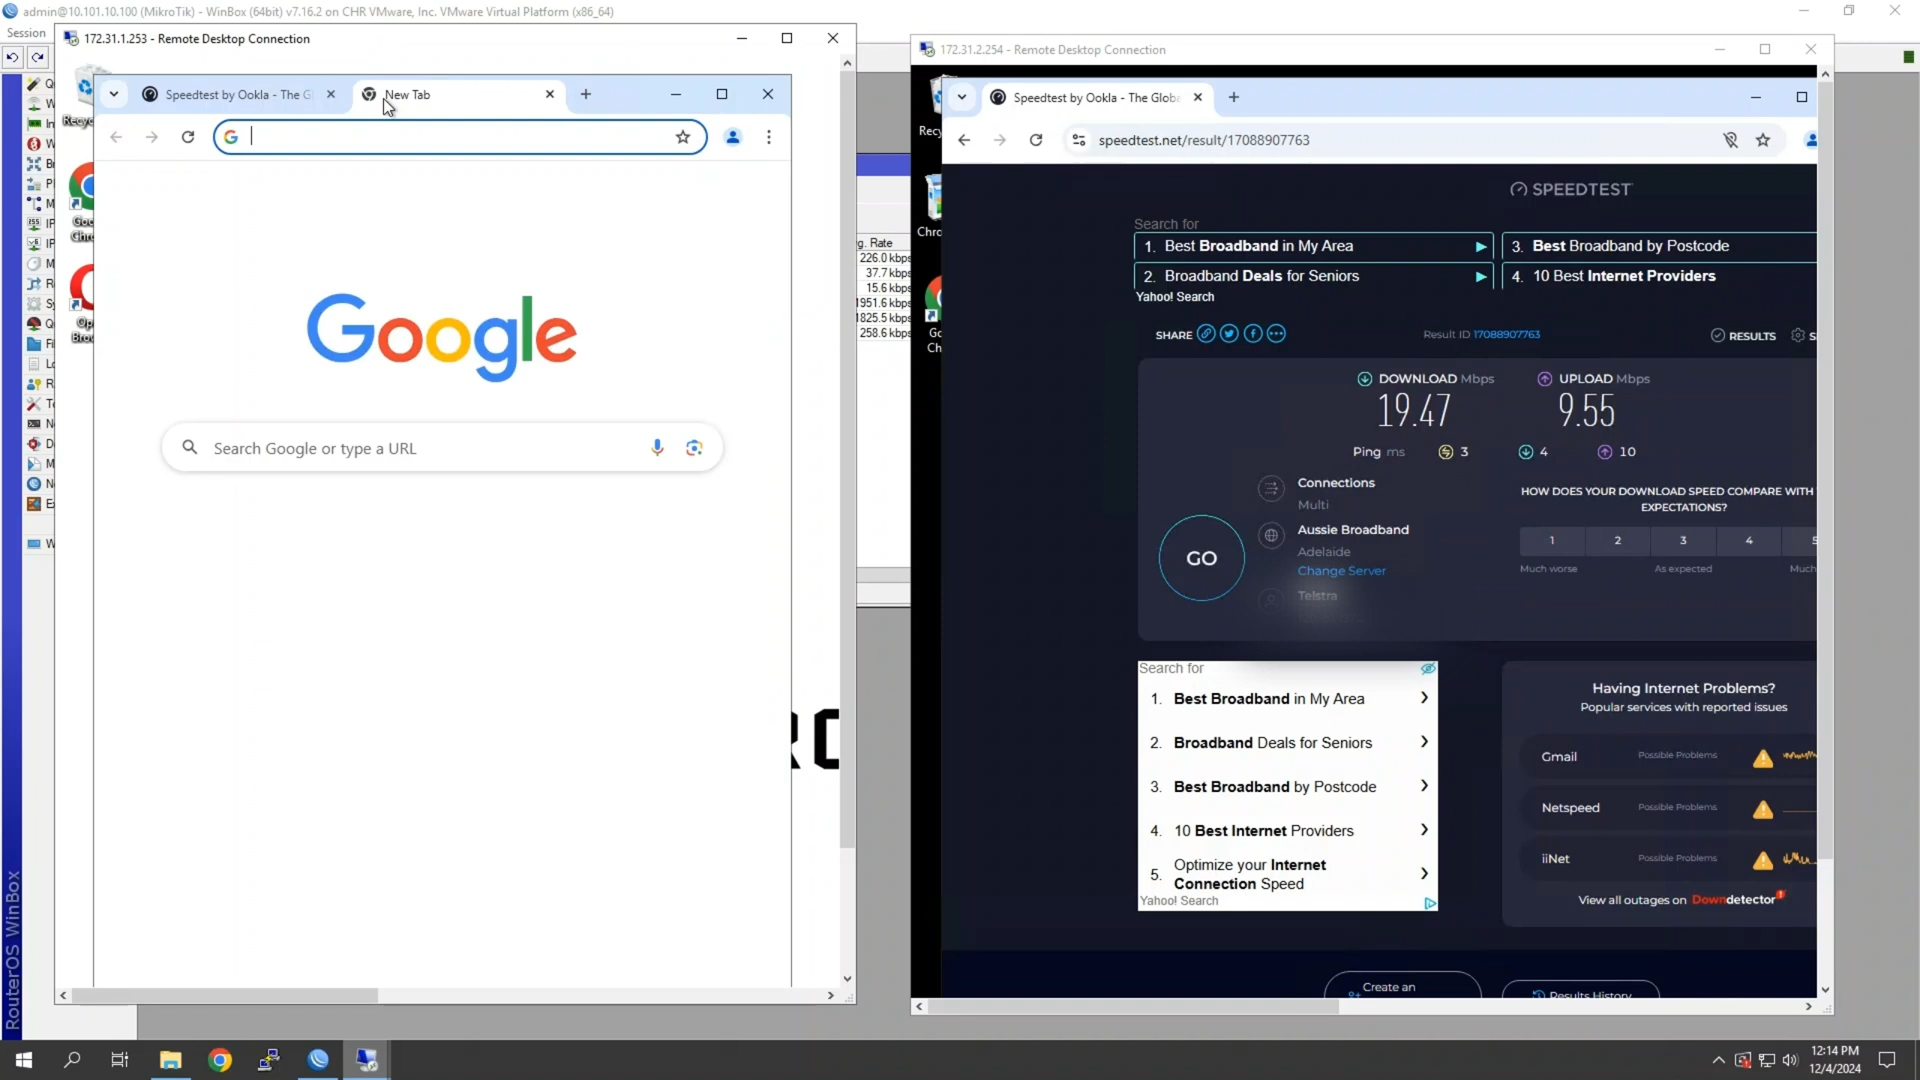 admin@10.101.10.100 (MikroTik) - WinBox (64bit) v7.16.2 on CHR VMware, Inc. VMware Virtual Platform (x86_64)
Session
172.31.1.253 - Remote Desktop Connection
Speedtest by Ookla - The G
New Tab
Google
Search Google or type a URL
g. Rate
226.0 kbps
37.7 kbps
15.6 kbps
1951.6 kbps
1825.5 kbps
258.6 kbps
RouterOS WinBox
172.31.2.254 - Remote Desktop Connection
Speedtest by Ookla - The Globa
speedtest.net/result/17088907763
SPEEDTEST
Search for
1. Best Broadband in My Area
3. Best Broadband by Postcode
2. Broadband Deals for Seniors
4. 10 Best Internet Providers
Yahoo! Search
SHARE
Result ID 17088907763
RESULTS
DOWNLOAD Mbps
UPLOAD Mbps
19.47
9.55
Ping ms 3 4 10
Connections
Multi
Aussie Broadband
Adelaide
Change Server
Telstra
GO
HOW DOES YOUR DOWNLOAD SPEED COMPARE WITH
EXPECTATIONS?
1 2 3 4 5
Much worse
As expected
Much
Search for
1. Best Broadband in My Area
2. Broadband Deals for Seniors
3. Best Broadband by Postcode
4. 10 Best Internet Providers
5. Optimize your Internet
Connection Speed
Yahoo! Search
Having Internet Problems?
Popular services with reported issues
Gmail Possible Problems
Netspeed Possible Problems
iiNet Possible Problems
View all outages on Downdetector
Create an
Results History
12:14 PM
12/4/2024